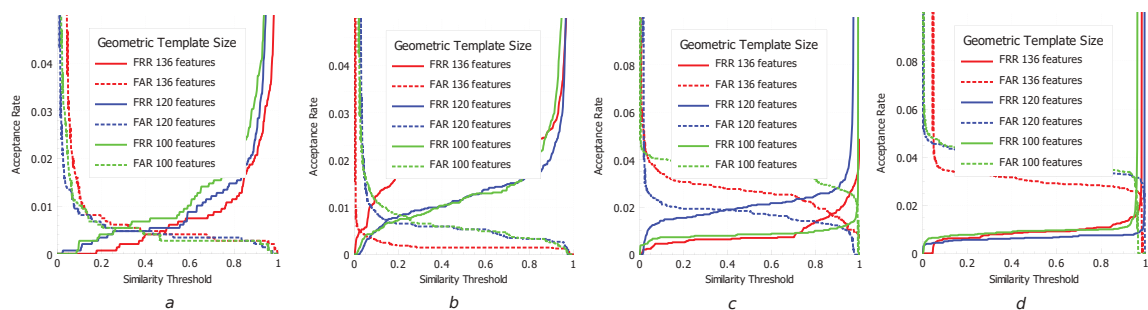 Geometric Template Size
FRR 136 features
FAR 136 features
FRR 120 features
FAR 120 features
FRR 100 features
FAR 100 features
Acceptance Rate
0.04
0.03
0.02
0.01
0
0 0.2 0.4 0.6 0.8 1
Similarity Threshold
a
Geometric Template Size
FRR 136 features
FAR 136 features
FRR 120 features
FAR 120 features
FRR 100 features
FAR 100 features
Acceptance Rate
0.04
0.03
0.02
0.01
0
0 0.2 0.4 0.6 0.8 1
Similarity Threshold
b
Geometric Template Size
FRR 136 features
FAR 136 features
FRR 120 features
FAR 120 features
FRR 100 features
FAR 100 features
Acceptance Rate
0.08
0.06
0.04
0.02
0
0 0.2 0.4 0.6 0.8 1
Similarity Threshold
c
Geometric Template Size
FRR 136 features
FAR 136 features
FRR 120 features
FAR 120 features
FRR 100 features
FAR 100 features
Acceptance Rate
0.08
0.06
0.04
0.02
0
0 0.2 0.4 0.6 0.8 1
Similarity Threshold
d